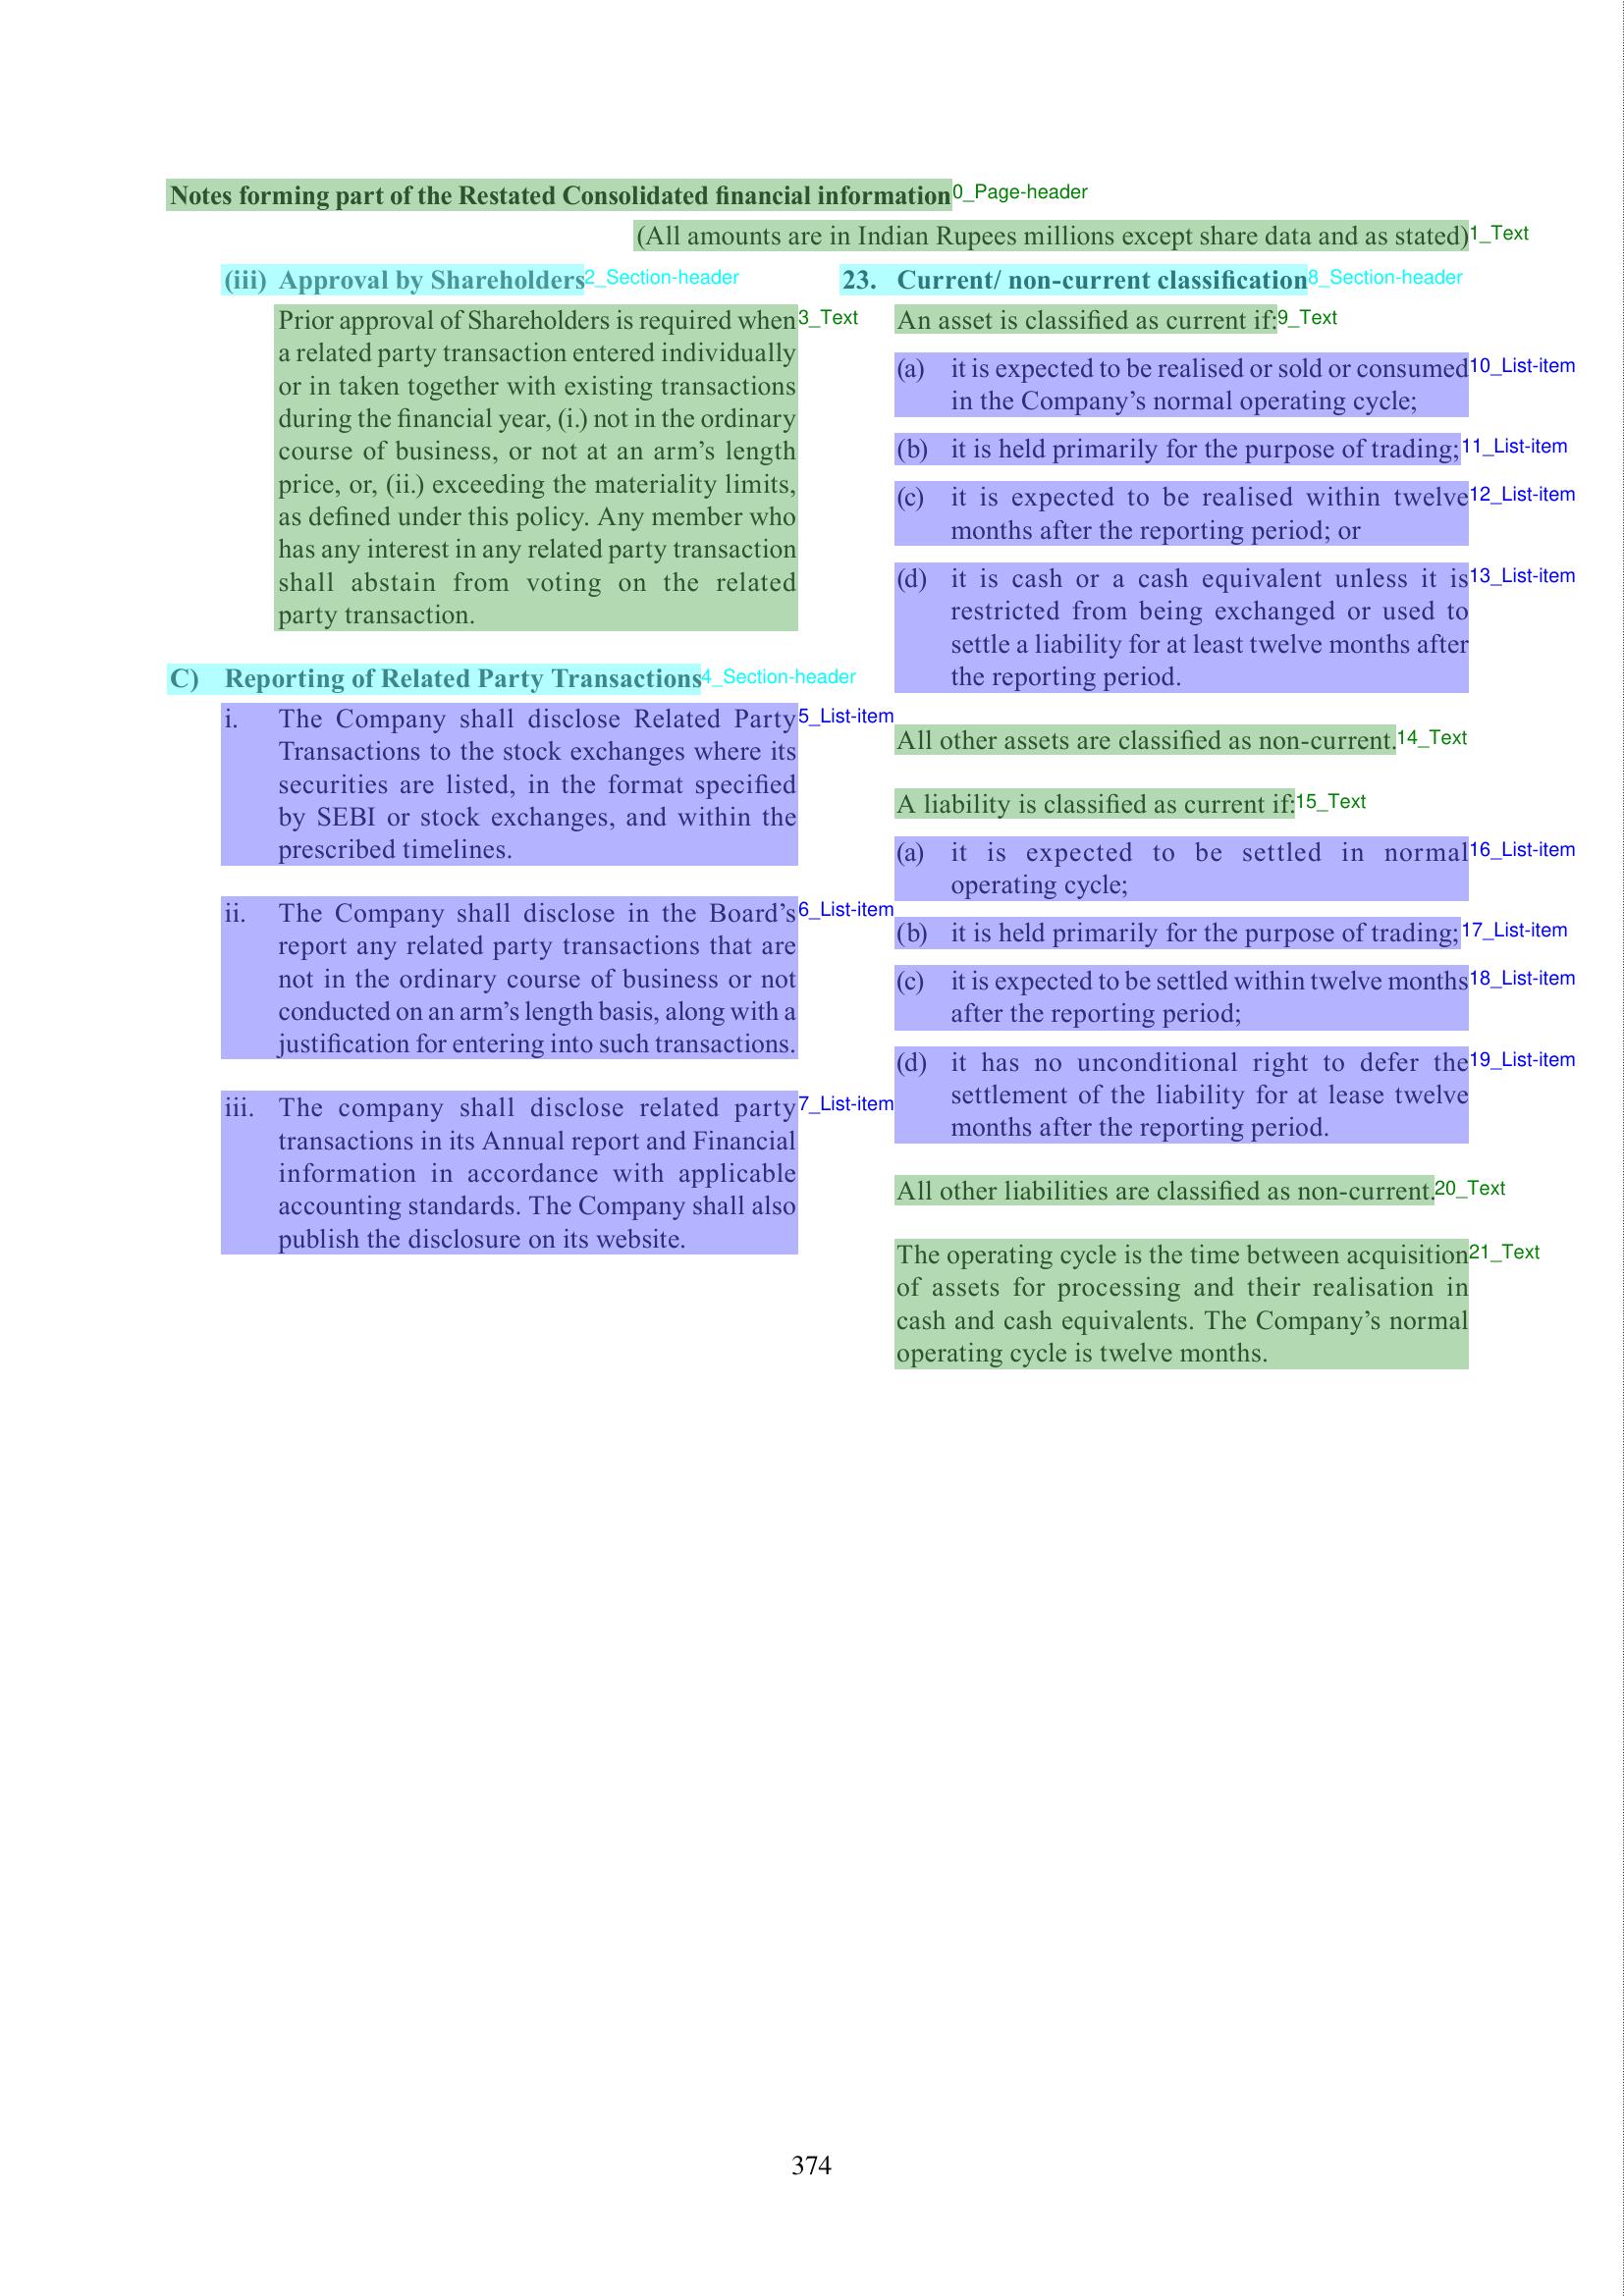 Notes forming part of the Restated Consolidated financial information 0_Page-header
(All amounts are in Indian Rupees millions except share data and as stated) 1_Text
(iii) Approval by Shareholders 2_Section-header
Prior approval of Shareholders is required when 3_Text
a related party transaction entered individually
or in taken together with existing transactions
during the financial year, (i.) not in the ordinary
course of business, or not at an arm’s length
price, or, (ii.) exceeding the materiality limits,
as defined under this policy. Any member who
has any interest in any related party transaction
shall abstain from voting on the related
party transaction.
C) Reporting of Related Party Transactions 4_Section-header
i. The Company shall disclose Related Party 5_List-item
Transactions to the stock exchanges where its
securities are listed, in the format specified
by SEBI or stock exchanges, and within the
prescribed timelines.
ii. The Company shall disclose in the Board’s 6_List-item
report any related party transactions that are
not in the ordinary course of business or not
conducted on an arm’s length basis, along with a
justification for entering into such transactions.
iii. The company shall disclose related party 7_List-item
transactions in its Annual report and Financial
information in accordance with applicable
accounting standards. The Company shall also
publish the disclosure on its website.
23. Current/ non-current classification 8_Section-header
An asset is classified as current if: 9_Text
(a) it is expected to be realised or sold or consumed 10_List-item
in the Company’s normal operating cycle;
(b) it is held primarily for the purpose of trading; 11_List-item
(c) it is expected to be realised within twelve 12_List-item
months after the reporting period; or
(d) it is cash or a cash equivalent unless it is 13_List-item
restricted from being exchanged or used to
settle a liability for at least twelve months after
the reporting period.
All other assets are classified as non-current. 14_Text
A liability is classified as current if: 15_Text
(a) it is expected to be settled in normal 16_List-item
operating cycle;
(b) it is held primarily for the purpose of trading; 17_List-item
(c) it is expected to be settled within twelve months 18_List-item
after the reporting period;
(d) it has no unconditional right to defer the 19_List-item
settlement of the liability for at lease twelve
months after the reporting period.
All other liabilities are classified as non-current. 20_Text
The operating cycle is the time between acquisition 21_Text
of assets for processing and their realisation in
cash and cash equivalents. The Company’s normal
operating cycle is twelve months.
374